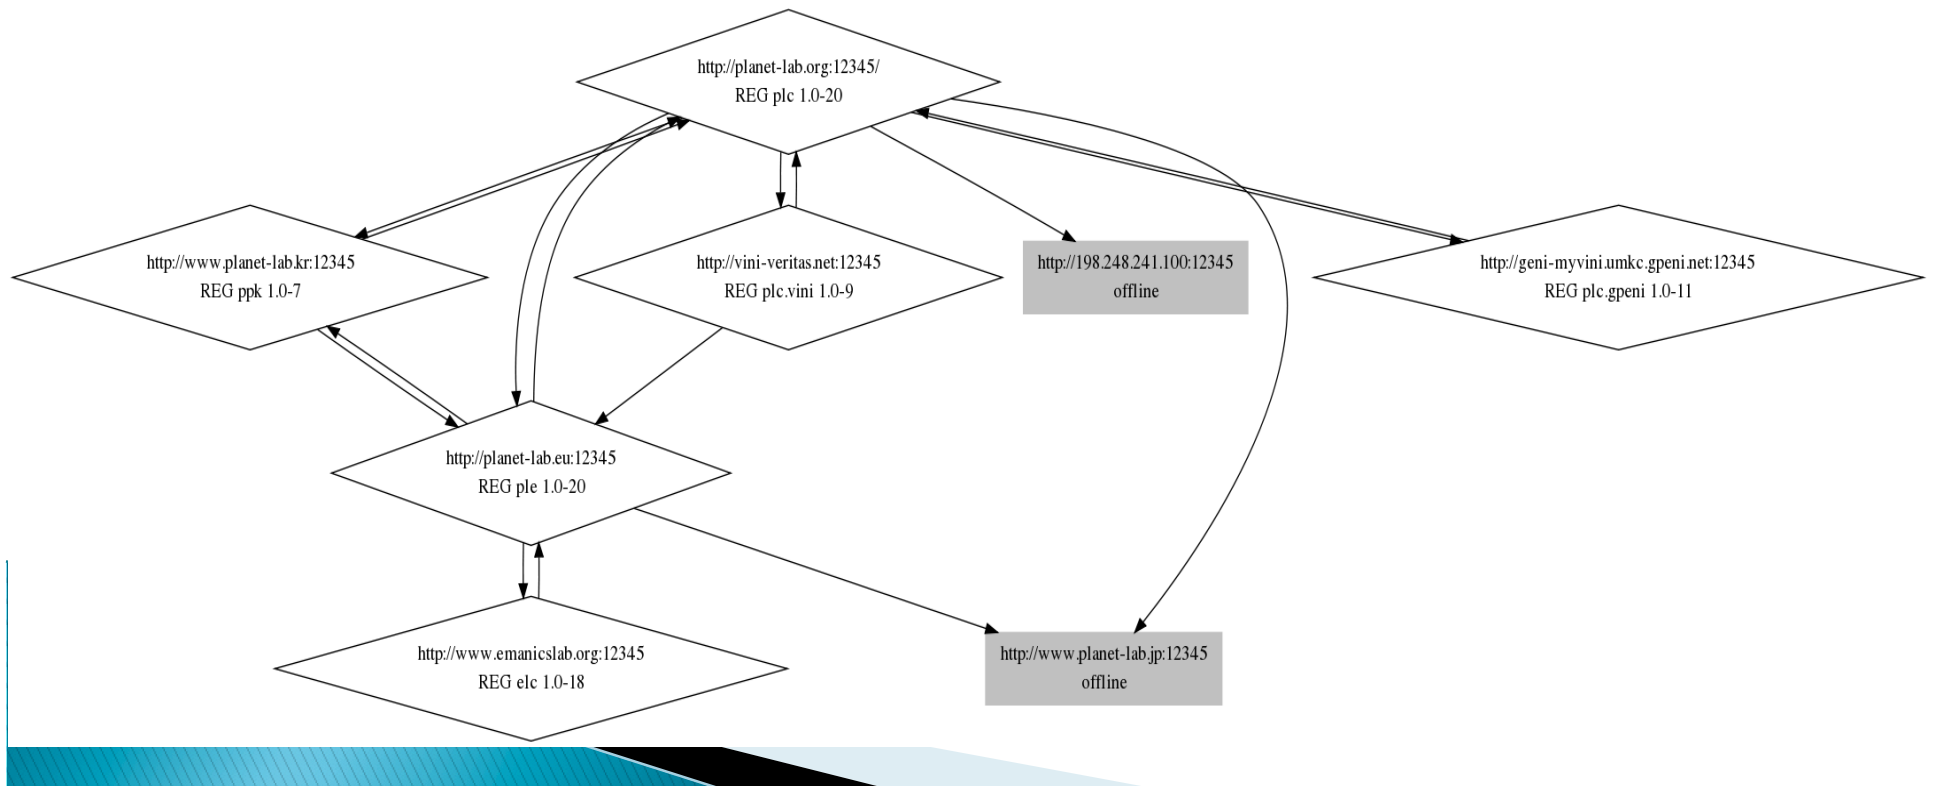 http://planet-lab.org:12345/
REG plc 1.0-20
http://www.planet-lab.kr:12345
REG ppk 1.0-7
http://vini-veritas.net:12345
REG plc.vini 1.0-9
http://198.248.241.100:12345
offline
http://geni-myvini.umkc.gpeni.net:12345
REG plc.gpeni 1.0-11
http://planet-lab.eu:12345
REG ple 1.0-20
http://www.emanicslab.org:12345
REG elc 1.0-18
http://www.planet-lab.jp:12345
offline